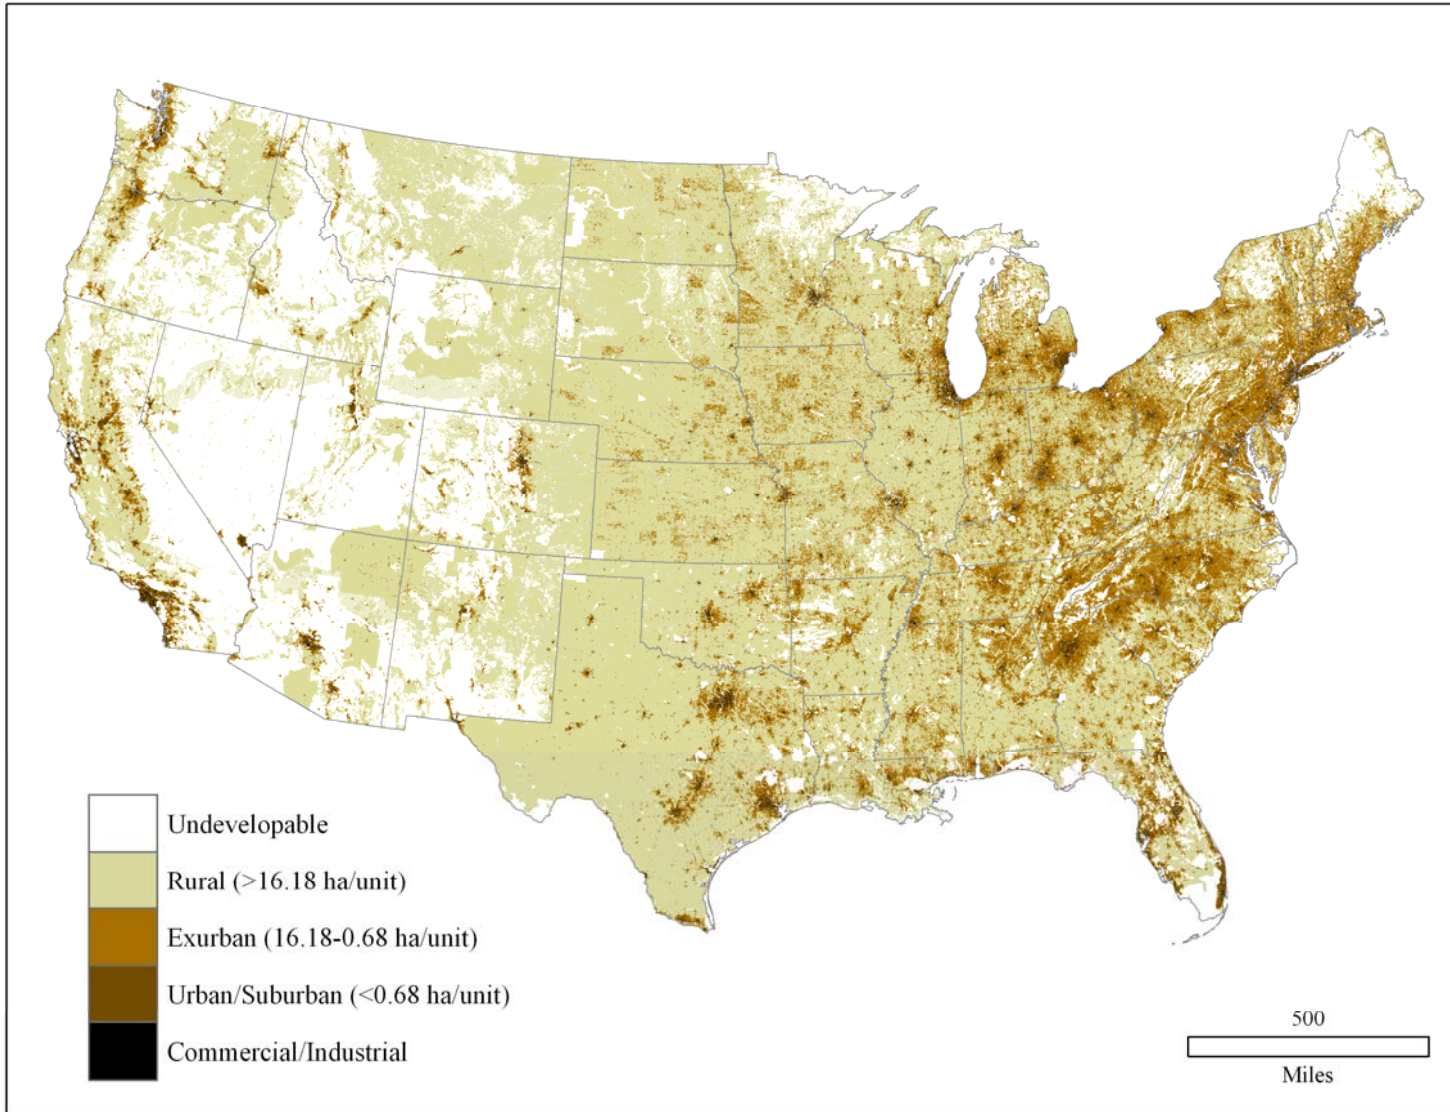 Undevelopable
Rural (>16.18 ha/unit)
Exurban (16.18-0.68 ha/unit)
Urban/Suburban (<0.68 ha/unit)
Commercial/Industrial
500
Miles